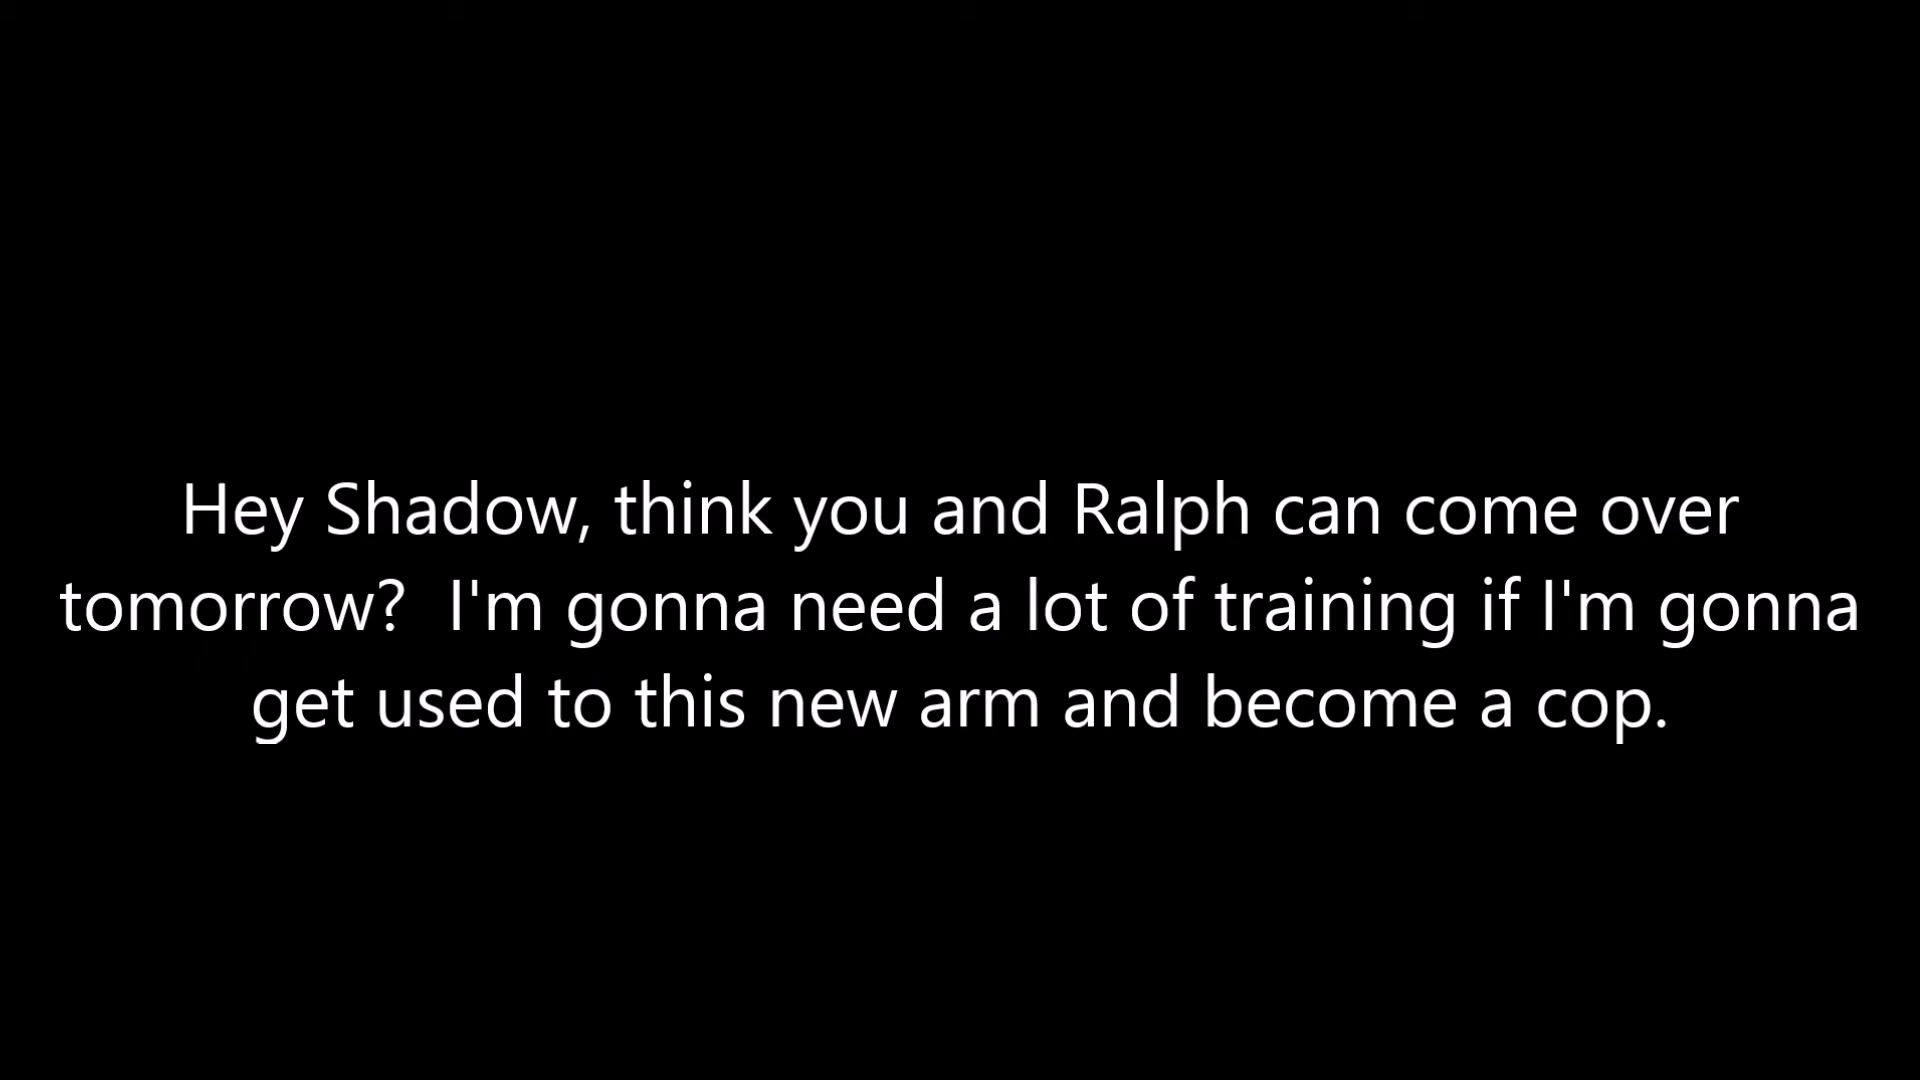 Hey Shadow, think you and Ralph can come over
tomorrow?  I'm gonna need a lot of training if I'm gonna
get used to this new arm and become a cop.